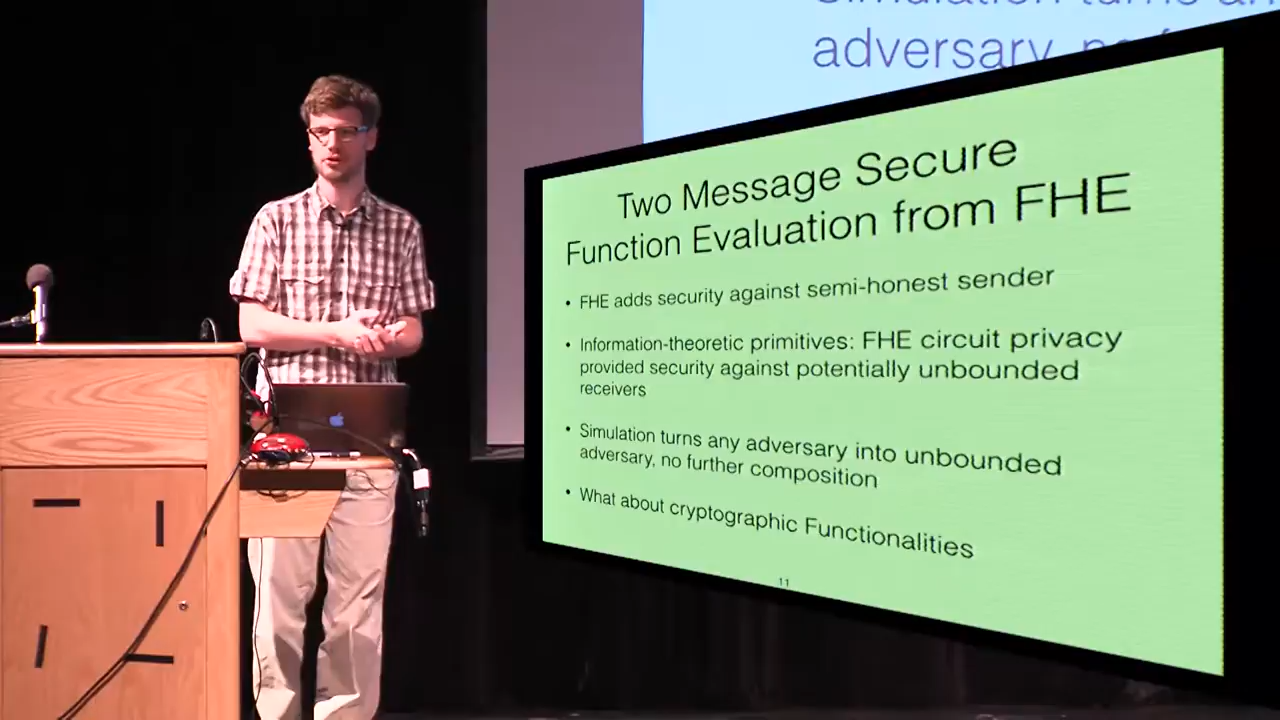 adversary,
Two Message Secure
Function Evaluation from FHE
• FHE adds security against semi-honest sender
• Information-theoretic primitives: FHE circuit privacy
provided security against potentially unbounded
receivers
• Simulation turns any adversary into unbounded
adversary, no further composition
• What about cryptographic Functionalities
11